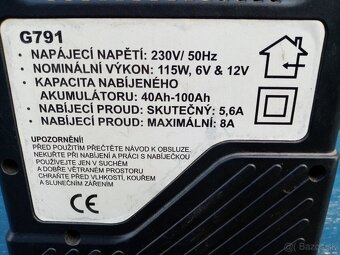 G791
• NAPÁJECÍ NAPĚTÍ: 230V/ 50Hz
• NOMINÁLNÍ VÝKON: 115W, 6V & 12V
• KAPACITA NABÍJENÉHO
AKUMULÁTORU: 40Ah-100Ah
• NABÍJECÍ PROUD: SKUTEČNÝ: 5,6A
• NABÍJECÍ PROUD: MAXIMÁLNÍ: 8A
UPOZORNĚNÍ!
PŘED POUŽITÍM PŘEČTĚTE NÁVOD K OBSLUZE.
NEKUŘTE PŘI NABÍJENÍ A PRÁCI S NABÍJEČKOU
POUŽÍVEJTE JEN V SUCHÉM
A DOBŘE VĚTRANÉM PROSTORU
CHRAŇTE PŘED VLHKOSTÍ, KOUŘEM
A SLUNEČNÍM ZÁŘENÍM.
CE
bazos.sk